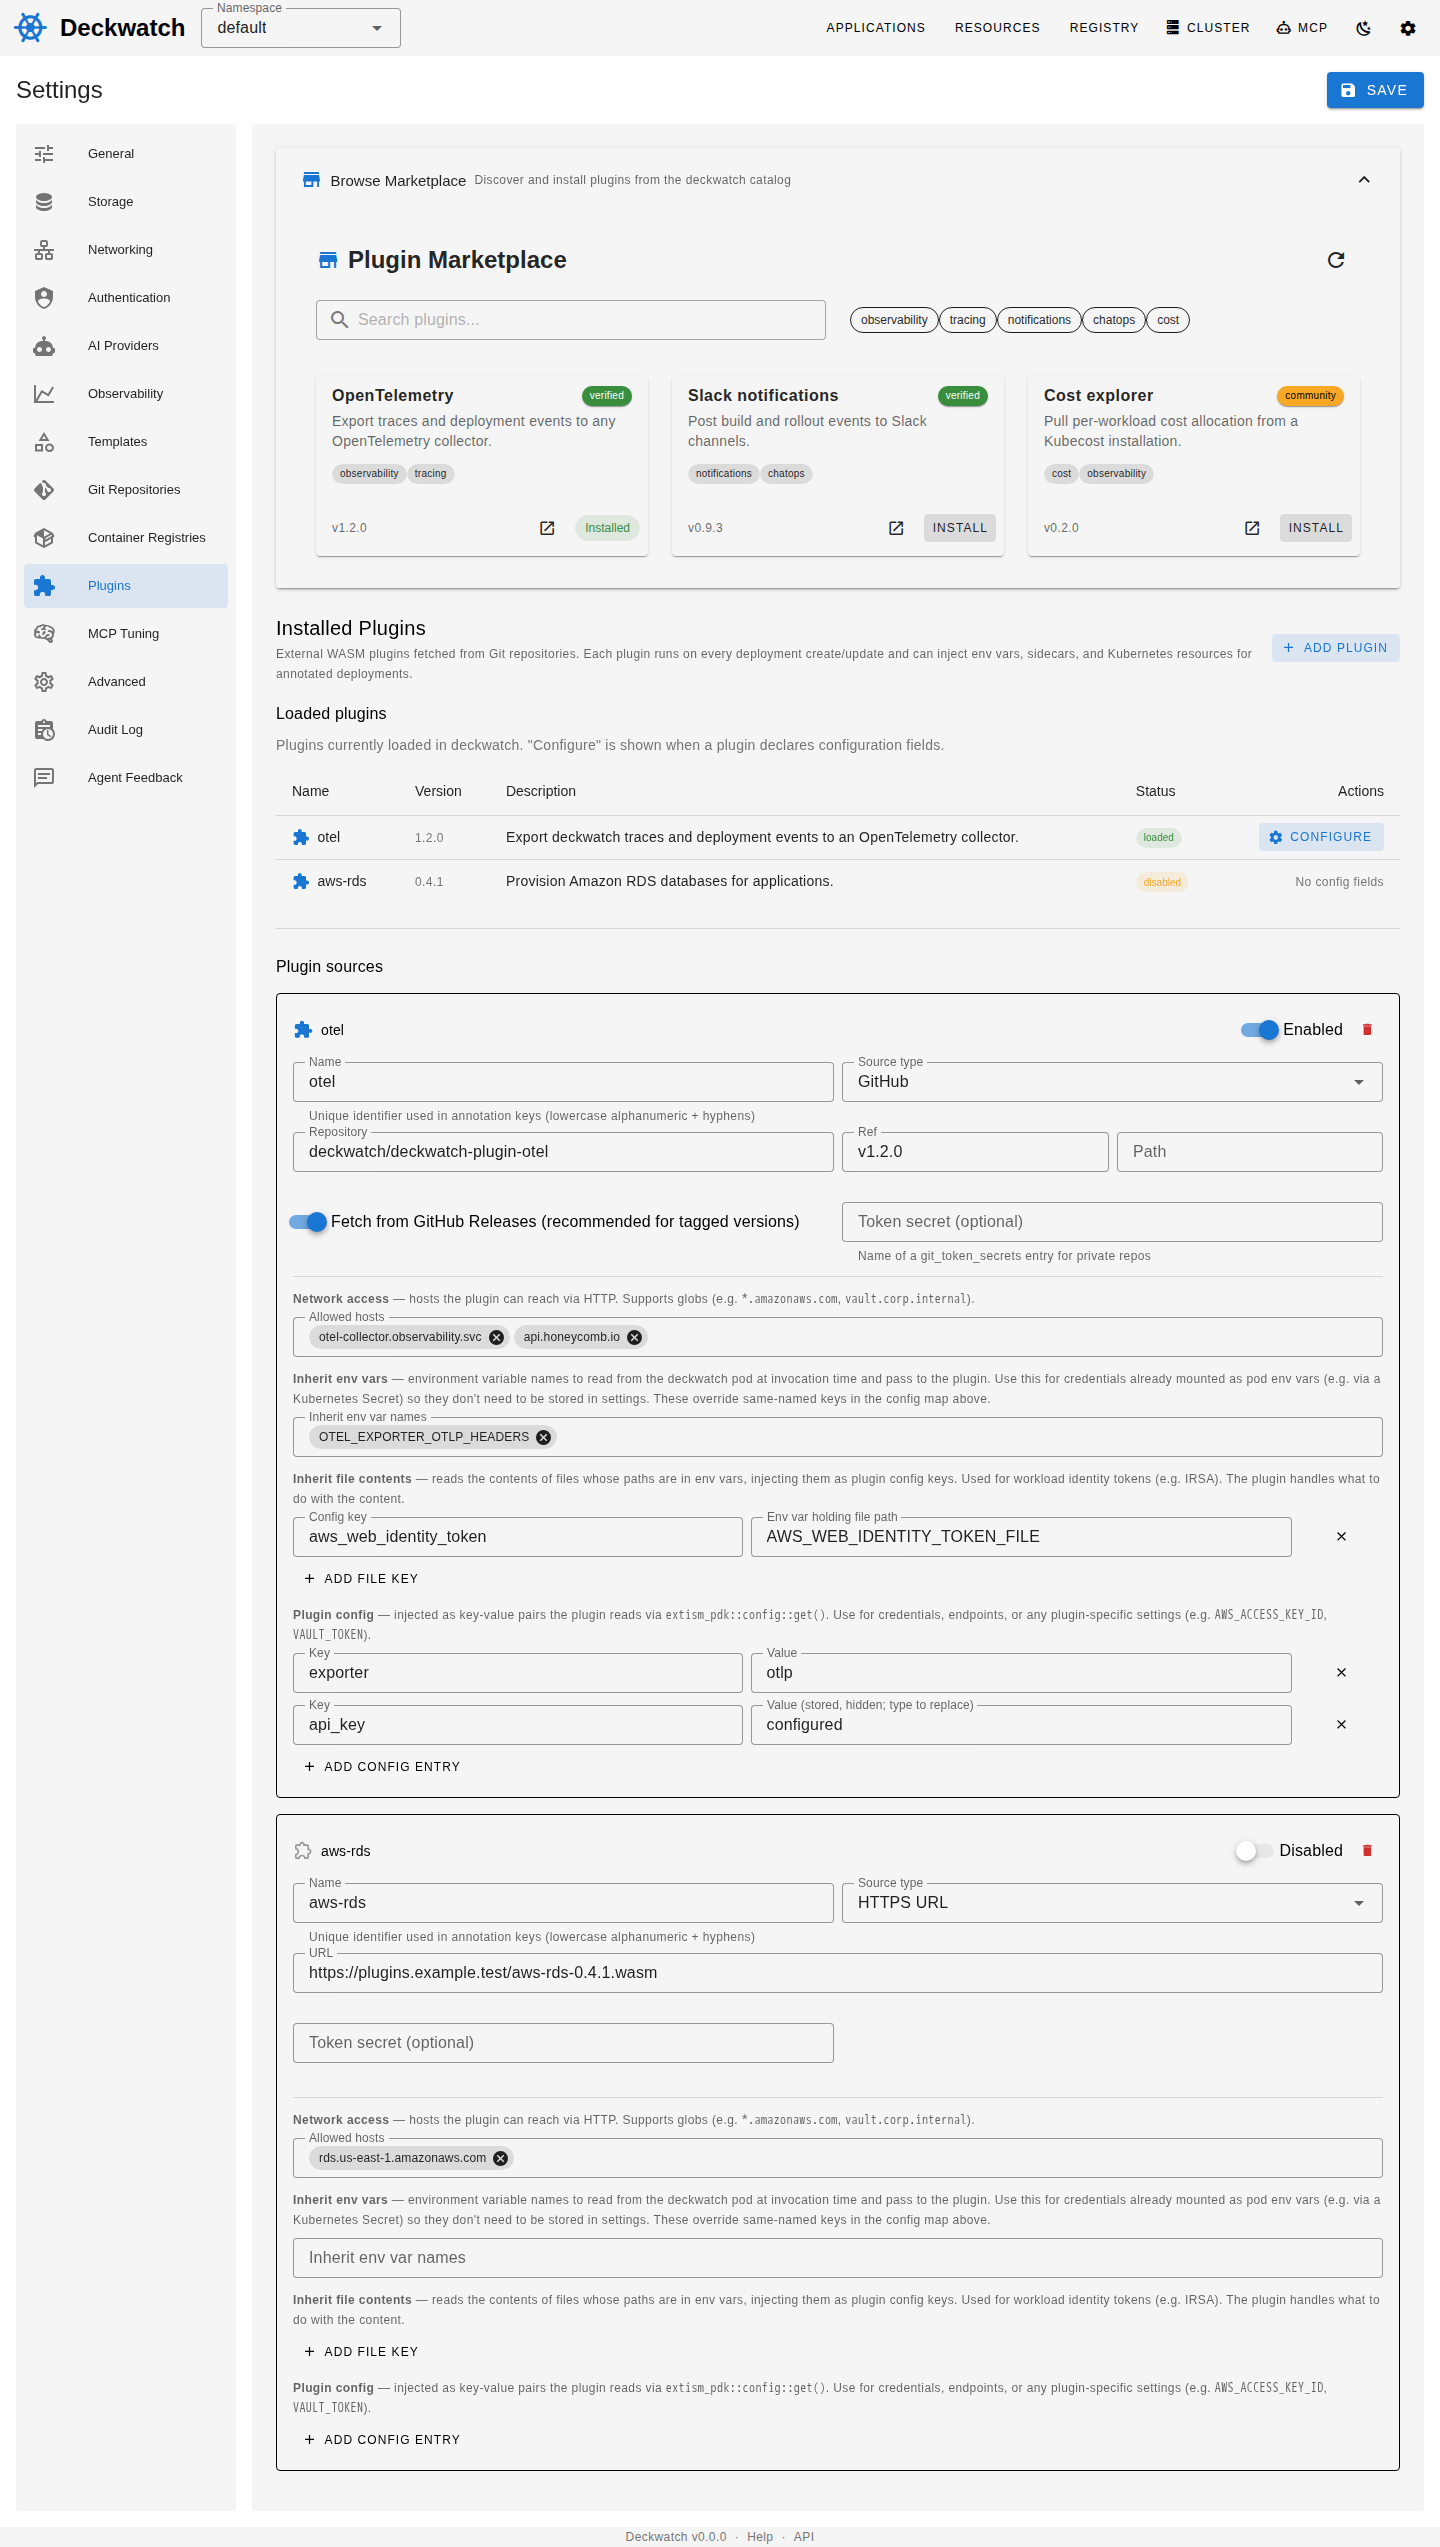 Deckwatch
Namespace
default
APPLICATIONS
RESOURCES
REGISTRY
CLUSTER
MCP
Settings
SAVE
General
Storage
Networking
Authentication
AI Providers
Observability
Templates
Git Repositories
Container Registries
Plugins
MCP Tuning
Advanced
Audit Log
Agent Feedback
Browse Marketplace Discover and install plugins from the deckwatch catalog
Plugin Marketplace
Search plugins...
observability tracing notifications chatops cost
OpenTelemetry verified
Export traces and deployment events to any
OpenTelemetry collector.
observability tracing
v1.2.0 Installed
Slack notifications verified
Post build and rollout events to Slack
channels.
notifications chatops
v0.9.3 INSTALL
Cost explorer community
Pull per-workload cost allocation from a
Kubecost installation.
cost observability
v0.2.0 INSTALL
Installed Plugins
External WASM plugins fetched from Git repositories. Each plugin runs on every deployment create/update and can inject env vars, sidecars, and Kubernetes resources for
annotated deployments.
ADD PLUGIN
Loaded plugins
Plugins currently loaded in deckwatch. "Configure" is shown when a plugin declares configuration fields.
Name Version Description Status Actions
otel 1.2.0 Export deckwatch traces and deployment events to an OpenTelemetry collector. loaded CONFIGURE
aws-rds 0.4.1 Provision Amazon RDS databases for applications. disabled No config fields
Plugin sources
otel Enabled
Name
otel
Source type
GitHub
Unique identifier used in annotation keys (lowercase alphanumeric + hyphens)
Repository
deckwatch/deckwatch-plugin-otel
Ref
v1.2.0
Path
Fetch from GitHub Releases (recommended for tagged versions)
Token secret (optional)
Name of a git_token_secrets entry for private repos
Network access — hosts the plugin can reach via HTTP. Supports globs (e.g. *.amazonaws.com, vault.corp.internal).
Allowed hosts
otel-collector.observability.svc api.honeycomb.io
Inherit env vars — environment variable names to read from the deckwatch pod at invocation time and pass to the plugin. Use this for credentials already mounted as pod env vars (e.g. via a
Kubernetes Secret) so they don't need to be stored in settings. These override same-named keys in the config map above.
Inherit env var names
OTEL_EXPORTER_OTLP_HEADERS
Inherit file contents — reads the contents of files whose paths are in env vars, injecting them as plugin config keys. Used for workload identity tokens (e.g. IRSA). The plugin handles what to
do with the content.
Config key
aws_web_identity_token
Env var holding file path
AWS_WEB_IDENTITY_TOKEN_FILE
ADD FILE KEY
Plugin config — injected as key-value pairs the plugin reads via extism_pdk::config::get(). Use for credentials, endpoints, or any plugin-specific settings (e.g. AWS_ACCESS_KEY_ID,
VAULT_TOKEN).
Key
exporter
Value
otlp
Key
api_key
Value (stored, hidden; type to replace)
configured
ADD CONFIG ENTRY
aws-rds Disabled
Name
aws-rds
Source type
HTTPS URL
Unique identifier used in annotation keys (lowercase alphanumeric + hyphens)
URL
https://plugins.example.test/aws-rds-0.4.1.wasm
Token secret (optional)
Network access — hosts the plugin can reach via HTTP. Supports globs (e.g. *.amazonaws.com, vault.corp.internal).
Allowed hosts
rds.us-east-1.amazonaws.com
Inherit env vars — environment variable names to read from the deckwatch pod at invocation time and pass to the plugin. Use this for credentials already mounted as pod env vars (e.g. via a
Kubernetes Secret) so they don't need to be stored in settings. These override same-named keys in the config map above.
Inherit env var names
Inherit file contents — reads the contents of files whose paths are in env vars, injecting them as plugin config keys. Used for workload identity tokens (e.g. IRSA). The plugin handles what to
do with the content.
ADD FILE KEY
Plugin config — injected as key-value pairs the plugin reads via extism_pdk::config::get(). Use for credentials, endpoints, or any plugin-specific settings (e.g. AWS_ACCESS_KEY_ID,
VAULT_TOKEN).
ADD CONFIG ENTRY
Deckwatch v0.0.0 · Help · API